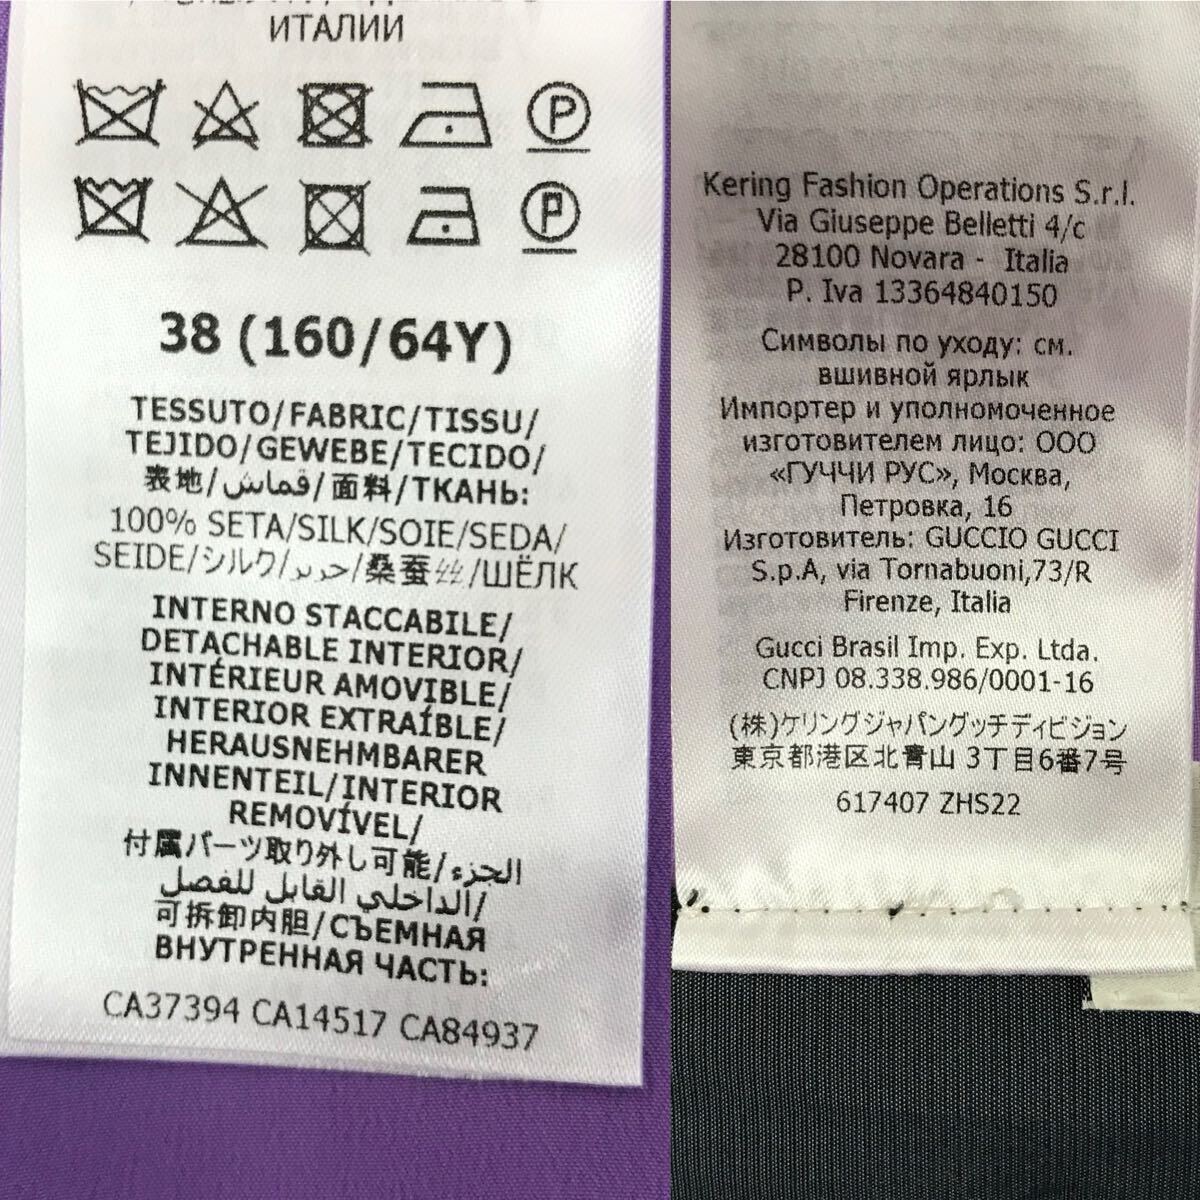 ИТАЛИИ
P
P
38 (160/64Y)
TESSUTO/FABRIC/TISSU/
TEJIDO/GEWEBE/TECIDO/
表地/قماش/面料/ТКАНЬ:
100% SETA/SILK/SOIE/SEDA/
SEIDE/シルク/حرير/桑蚕丝/ШЁЛК
INTERNO STACCABILE/
DETACHABLE INTERIOR/
INTÉRIEUR AMOVIBLE/
INTERIOR EXTRAÍBLE/
HERAUSNEHMBARER
INNENTEIL/INTERIOR
REMOVÍVEL/
付属パーツ取り外し可能/الجزء
الداخلي القابل للفصل/
可拆卸内胆/СЪЕМНАЯ
ВНУТРЕННАЯ ЧАСТЬ:
CA37394 CA14517 CA84937
Kering Fashion Operations S.r.l.
Via Giuseppe Belletti 4/c
28100 Novara - Italia
P. Iva 13364840150
Символы по уходу: см.
вшивной ярлык
Импортер и уполномоченное
изготовителем лицо: ООО
«ГУЧЧИ РУС», Москва,
Петровка, 16
Изготовитель: GUCCIO GUCCI
S.p.A, via Tornabuoni,73/R
Firenze, Italia
Gucci Brasil Imp. Exp. Ltda.
CNPJ 08.338.986/0001-16
(株)ケリングジャパングッチディビジョン
東京都港区北青山 3丁目6番7号
617407 ZHS22